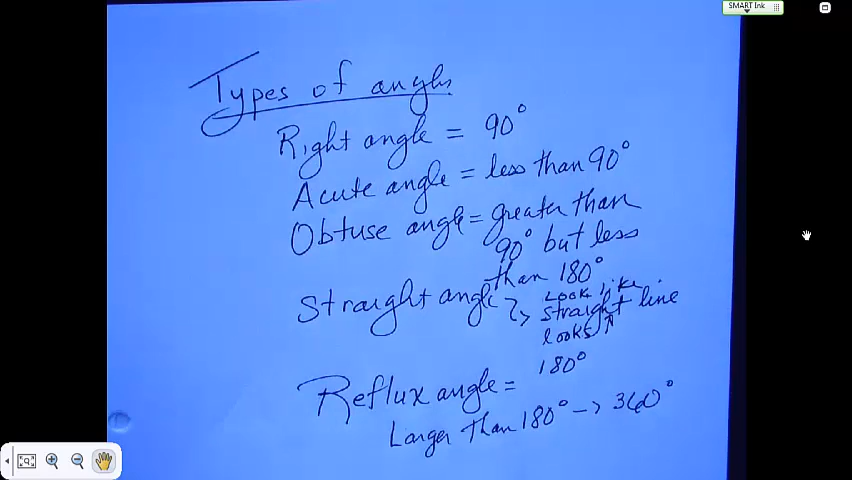 SMART Ink
Types of angles
Right angle = 90°
Acute angle = less than 90°
Obtuse angle = greater than
90° but less
than 180°
Straight angle → Look like
straight line
looks
180°
Reflux angle =
Larger than 180° → 360°